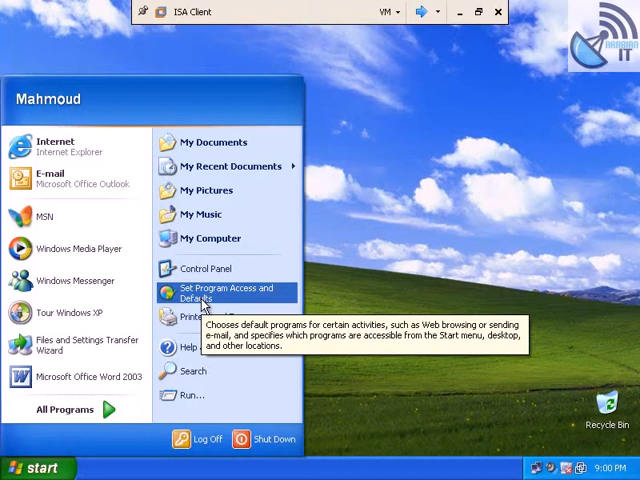 ISA Client
VM
ARABIAN
IT
Mahmoud
Internet
Internet Explorer
E-mail
Microsoft Office Outlook
MSN
Windows Media Player
Windows Messenger
Tour Windows XP
Files and Settings Transfer
Wizard
Microsoft Office Word 2003
All Programs
My Documents
My Recent Documents
My Pictures
My Music
My Computer
Control Panel
Set Program Access and
Defaults
Chooses default programs for certain activities, such as Web browsing or sending
e-mail, and specifies which programs are accessible from the Start menu, desktop,
and other locations.
Help
Search
Run...
Log Off
Shut Down
Recycle Bin
start
9:00 PM